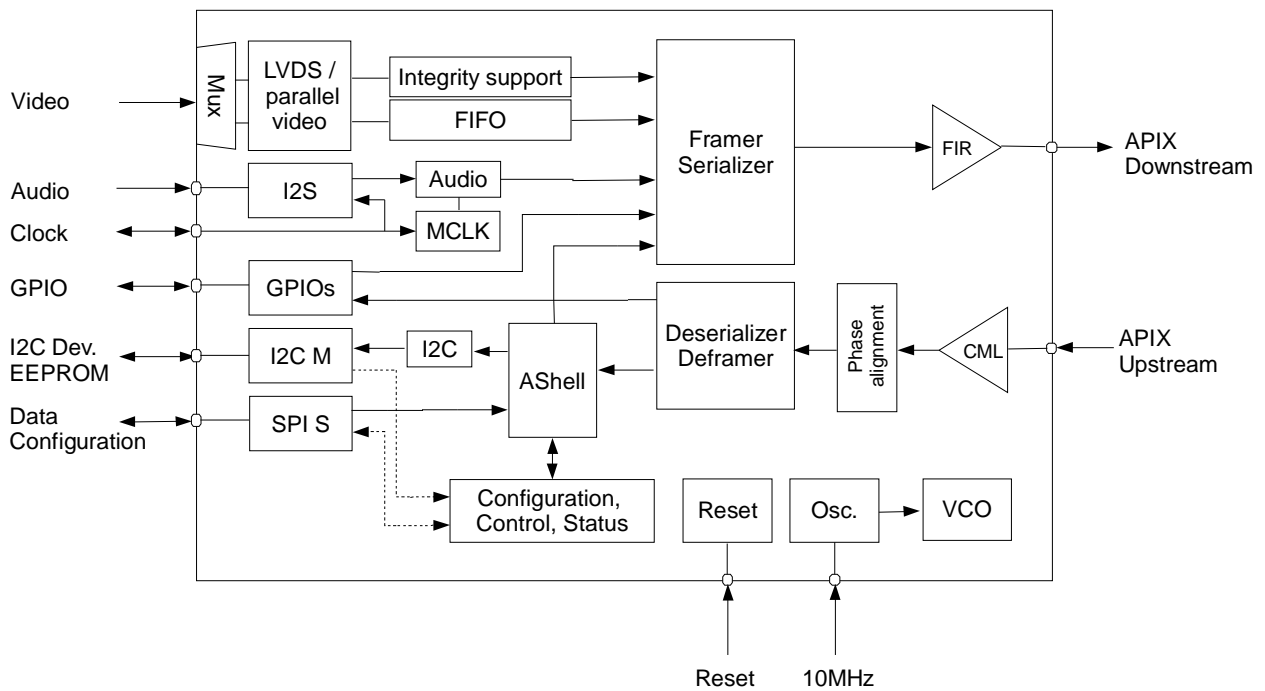 Video
Mux
LVDS /
parallel
video
Integrity support
FIFO
Framer
Serializer
FIR
APIX
Downstream
Audio
I2S
Audio
Clock
MCLK
GPIO
GPIOs
Deserializer
Deframer
Phase
alignment
CML
APIX
Upstream
I2C Dev.
EEPROM
I2C M
I2C
AShell
Data
Configuration
SPI S
Configuration,
Control, Status
Reset
Osc.
VCO
Reset
10MHz